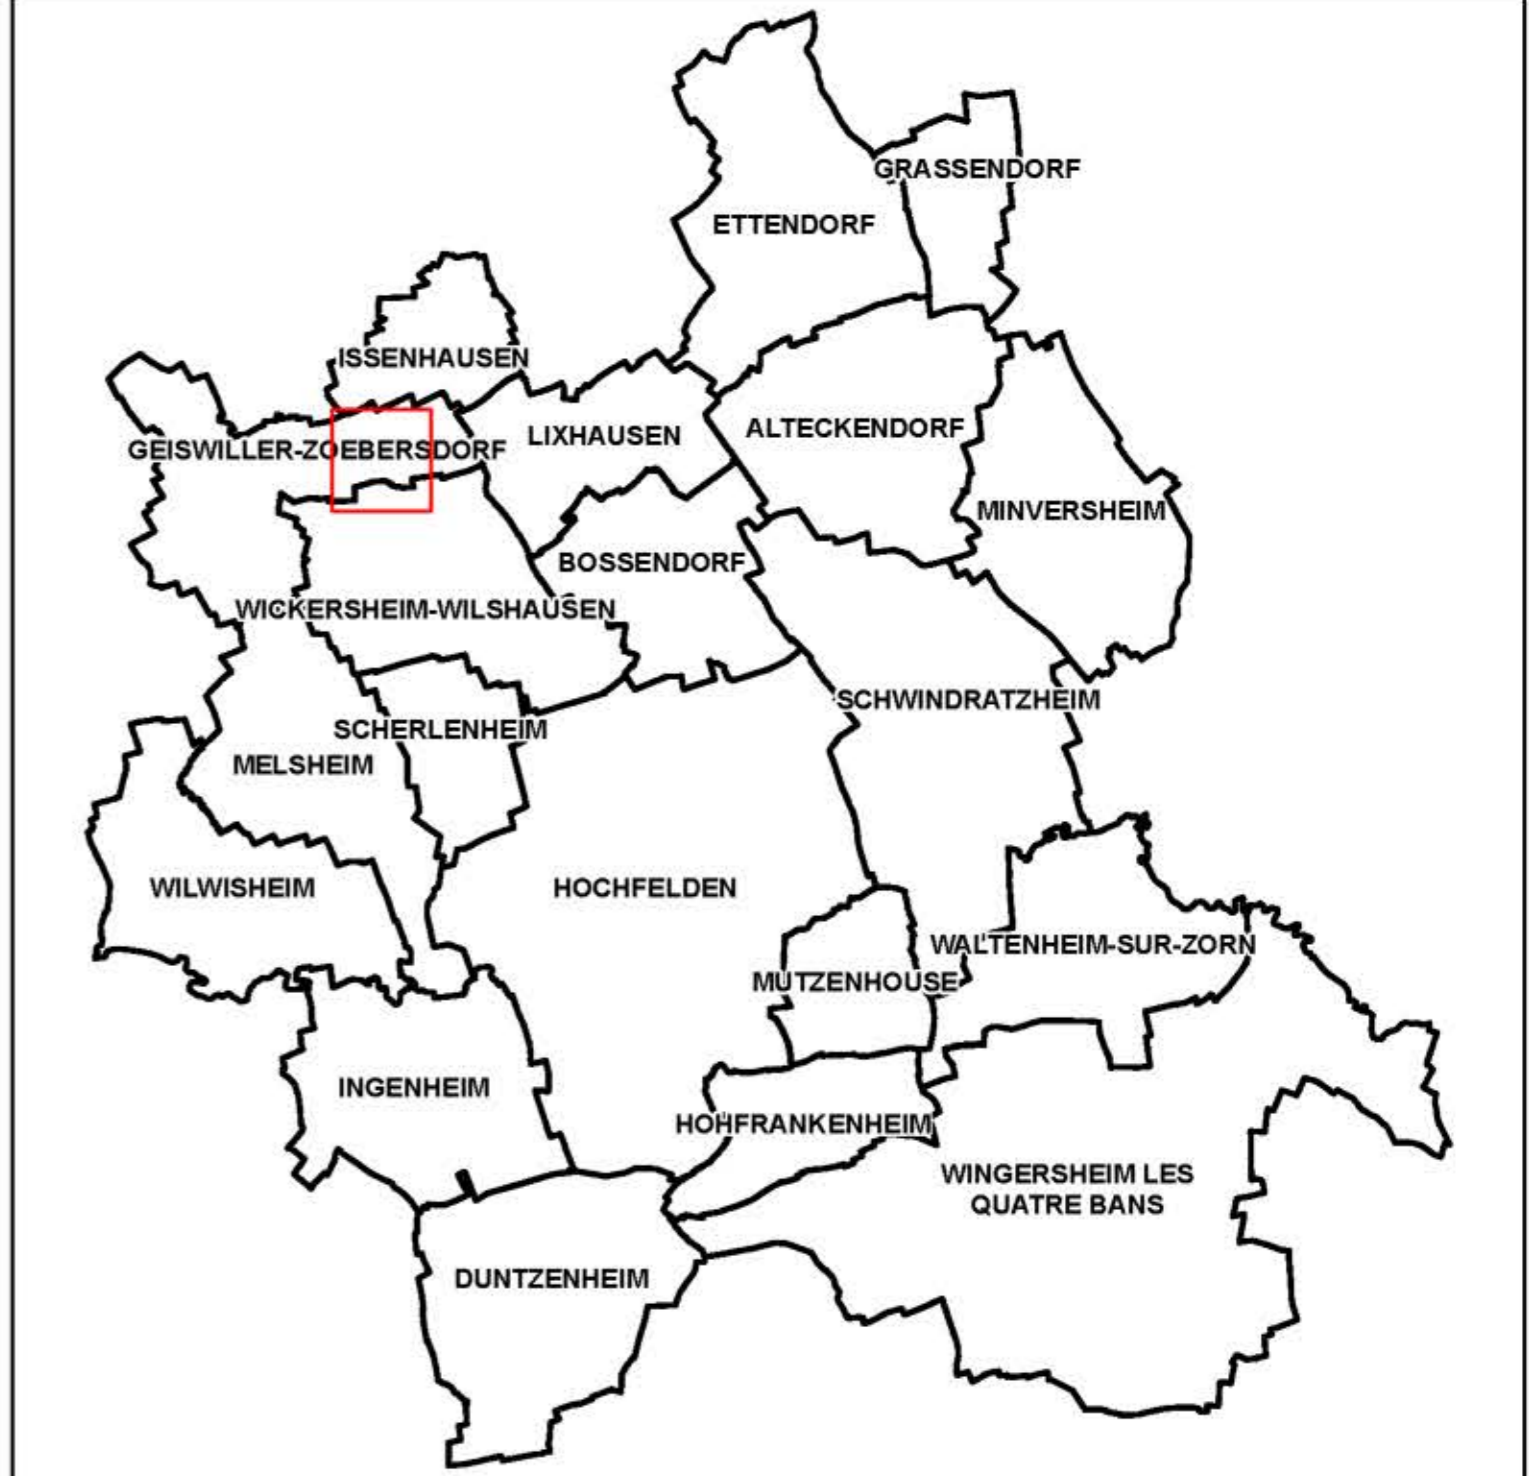 GRASSENDORF
ETTENDORF
ISSENHAUSEN
GEISWILLER-ZOEBERSDORF
LIXHAUSEN
ALTECKENDORF
MINVERSHEIM
BOSSENDORF
WICKERSHEIM-WILSHAUSEN
SCHWINDRATZHEIM
SCHERLENHEIM
MELSHEIM
WILWISHEIM
HOCHFELDEN
WALTENHEIM-SUR-ZORN
MUTZENHOUSE
INGENHEIM
HOHFRANKENHEIM
WINGERSHEIM LES
QUATRE BANS
DUNTZENHEIM